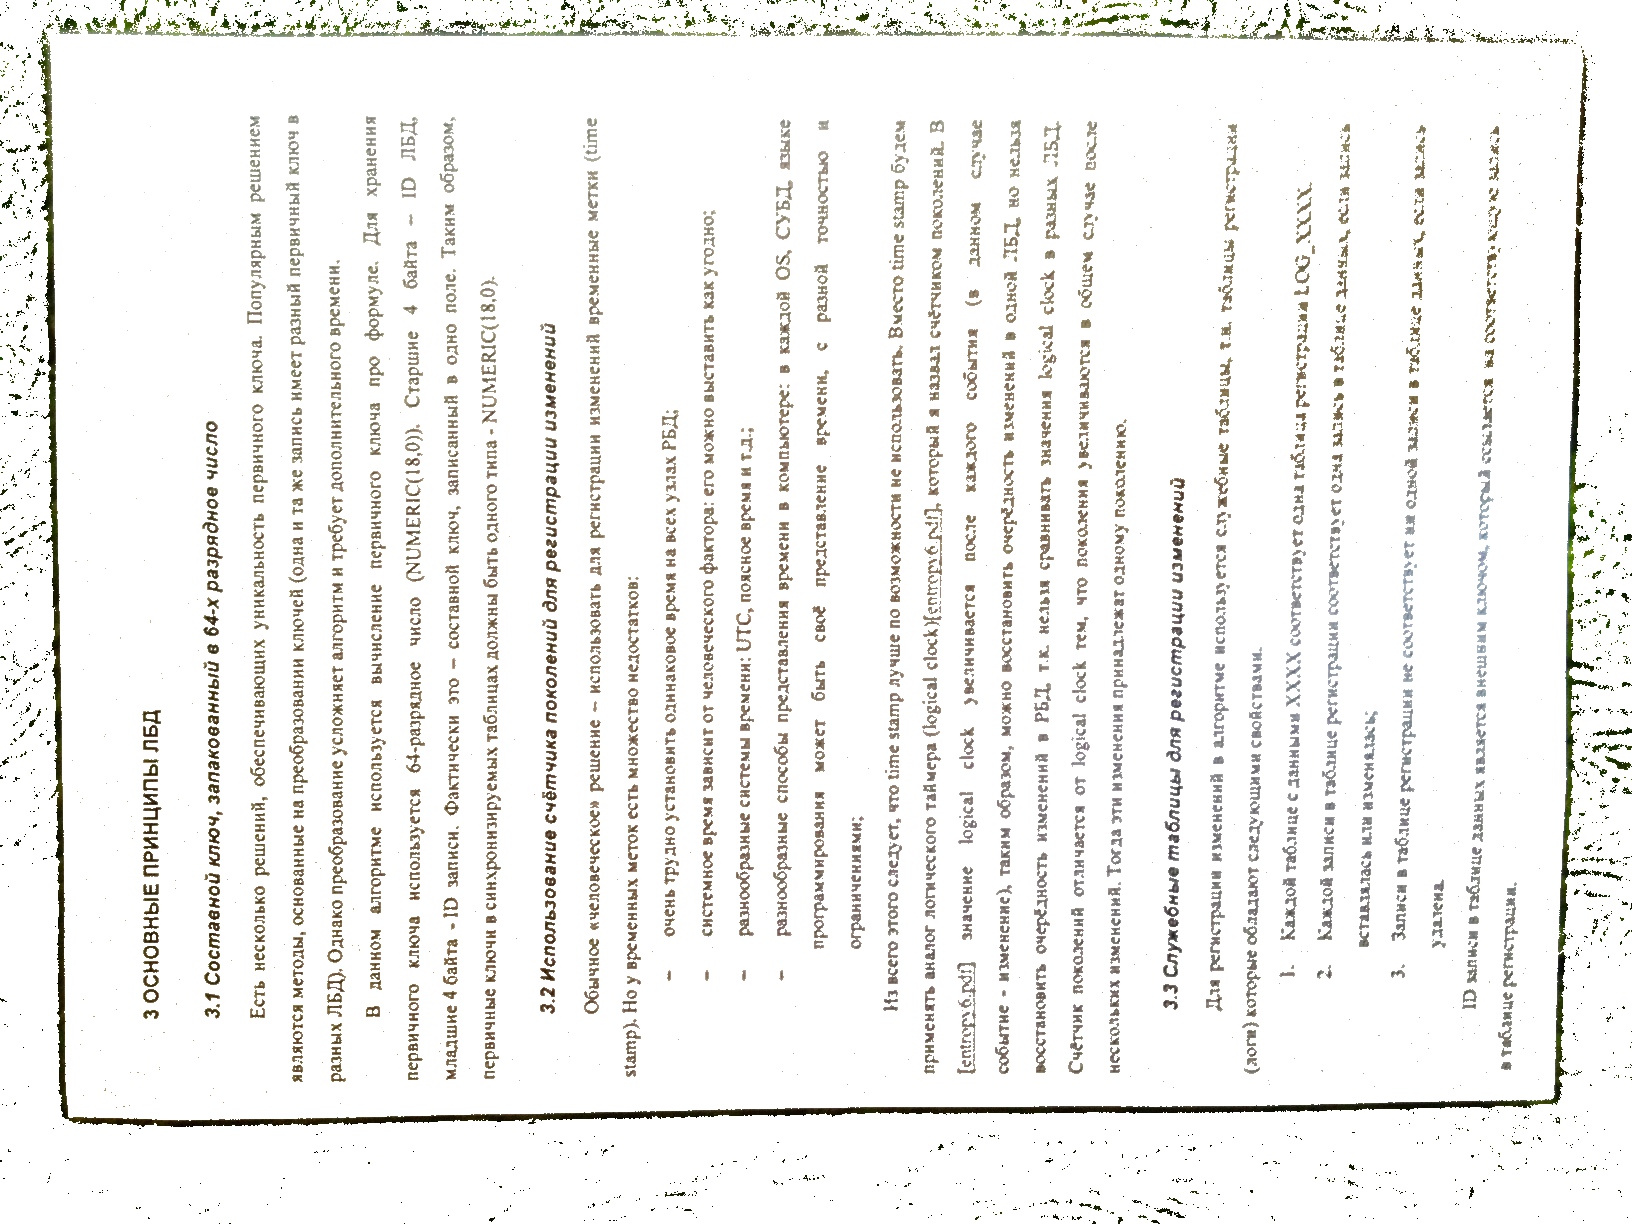 3 ОСНОВНЫЕ ПРИНЦИПЫ ЛБД
3.1 Составной ключ, запакованный в 64-х разрядное число
Есть несколько решений, обеспечивающих уникальность первичного ключа. Популярным решением
являются методы, основанные на преобразовании ключей (одна и та же запись имеет разный первичный ключ в
разных ЛБД). Однако преобразование усложняет алгоритм и требует дополнительного времени.
В данном алгоритме используется вычисление первичного ключа про формуле. Для хранения
первичного ключа используется 64-разрядное число (NUMERIC(18,0)). Старшие 4 байта – ID ЛБД,
младшие 4 байта - ID записи. Фактически это – составной ключ, записанный в одно поле. Таким образом,
первичные ключи в синхронизируемых таблицах должны быть одного типа - NUMERIC(18,0).
3.2 Использование счётчика поколений для регистрации изменений
Обычное «человеческое» решение – использовать для регистрации изменений временные метки (time
stamp). Но у временных меток есть множество недостатков:
– очень трудно установить одинаковое время на всех узлах РБД;
– системное время зависит от человеческого фактора: его можно выставить как угодно;
– разнообразные системы времени: UTC, поясное время и т.д.;
– разнообразные способы представления времени в компьютере: в каждой OS, СУБД, языке
программирования может быть своё представление времени, с разной точностью и
ограничениями;
Из всего этого следует, что time stamp лучше по возможности не использовать. Вместо time stamp будем
применять аналог логического таймера (logical clock)[entropy6.pdf], который я назвал счётчиком поколений. В
[entropy6.pdf] значение logical clock увеличивается после каждого события (в данном случае
событие - изменение), таким образом, можно восстановить очерёдность изменений в одной ЛБД, но нельзя
восстановить очерёдность изменений в РБД, т.к. нельзя сравнивать значения logical clock в разных ЛБД.
Счётчик поколений отличается от logical clock тем, что поколения увеличиваются в общем случае после
нескольких изменений. Тогда эти изменения принадлежат одному поколению.
3.3 Служебные таблицы для регистрации изменений
Для регистрации изменений в алгоритме используется служебные таблицы, т.н. таблицы регистрации
(логи) которые обладают следующими свойствами.
1. Каждой таблице с данными XXXX соответствует одна таблица регистрации LOG_XXXX.
2. Каждой записи в таблице регистрации соответствует одна запись в таблице данных, если запись
вставлялась или изменялась;
3. Записи в таблице регистрации не соответствует ни одной записи в таблице данных, если запись
удалена.
ID записи в таблице данных является внешним ключом, который ссылается на соответствующую запись
в таблице регистрации.